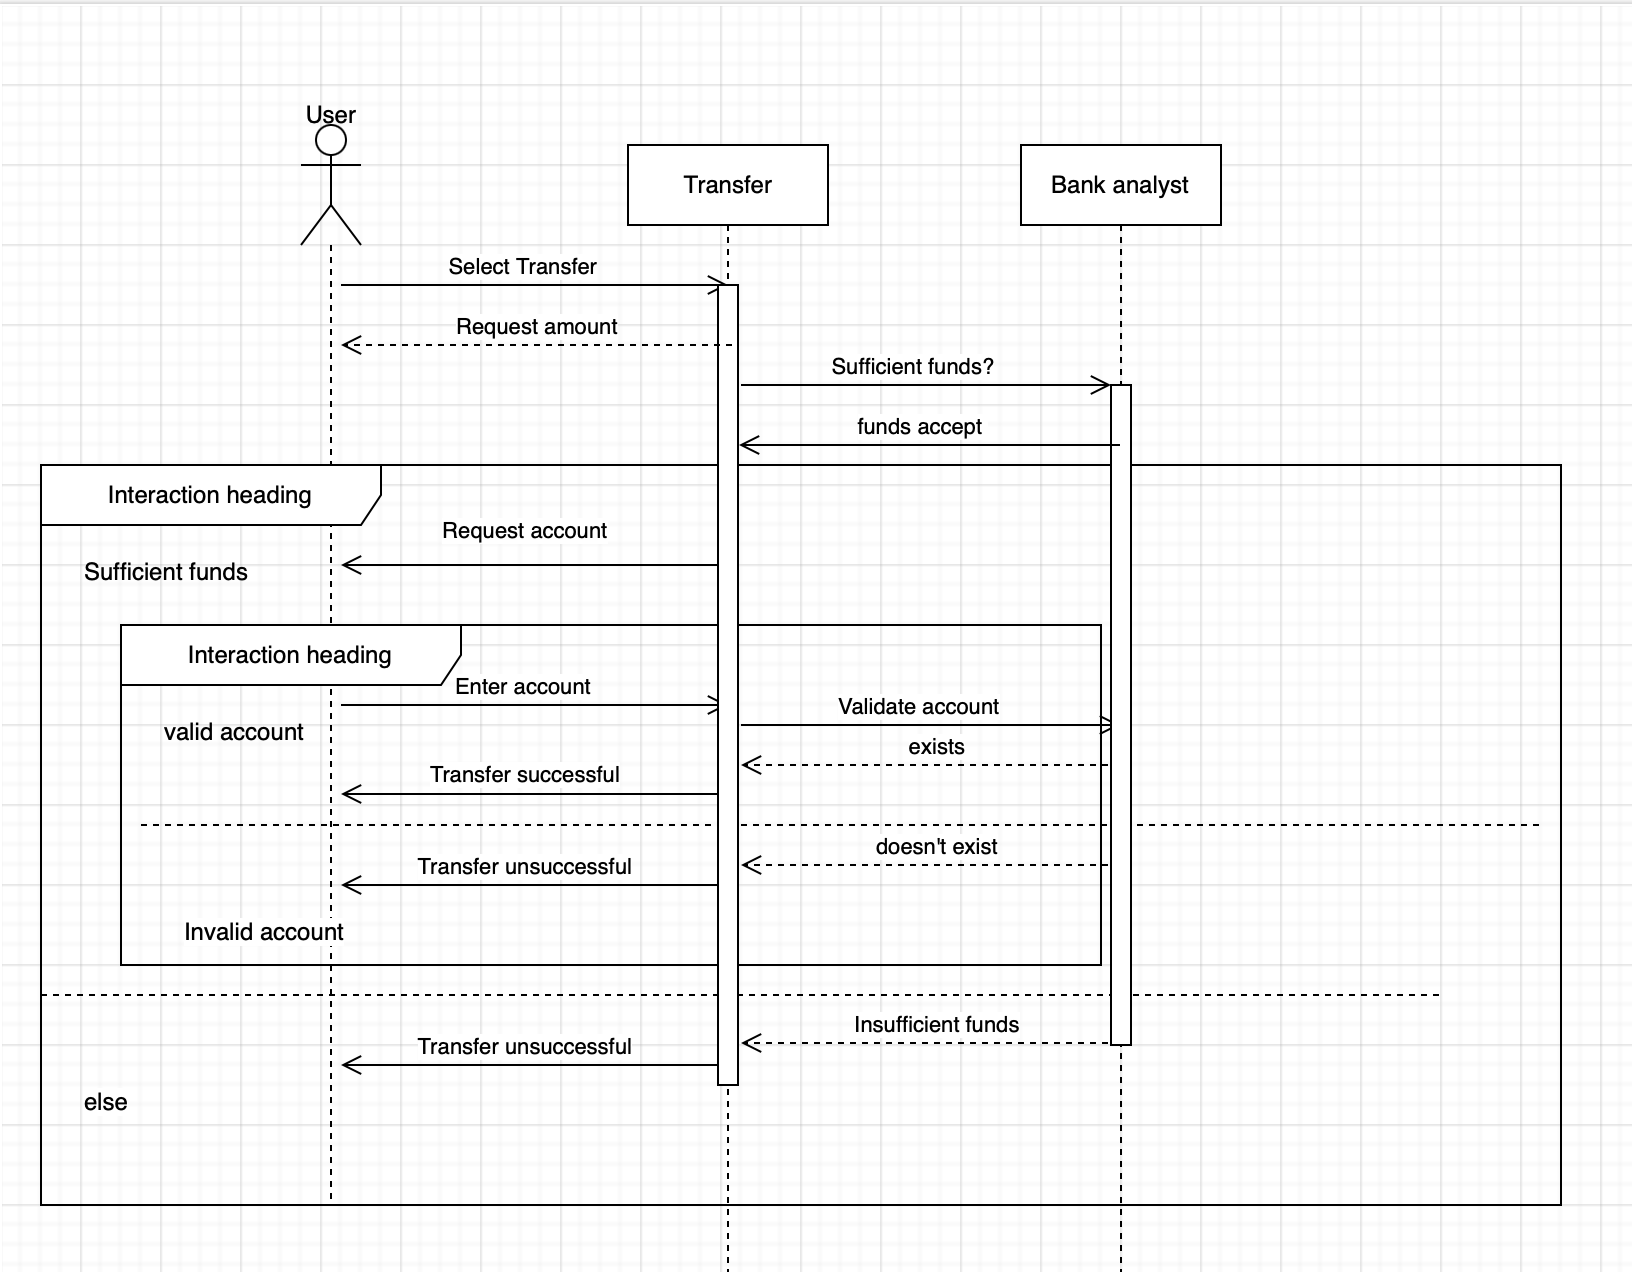 User
Transfer
Bank analyst
Select Transfer
Request amount
Sufficient funds?
funds accept
Interaction heading
Request account
Sufficient funds
Interaction heading
Enter account
Validate account
valid account
exists
Transfer successful
doesn't exist
Transfer unsuccessful
Invalid account
Insufficient funds
Transfer unsuccessful
else